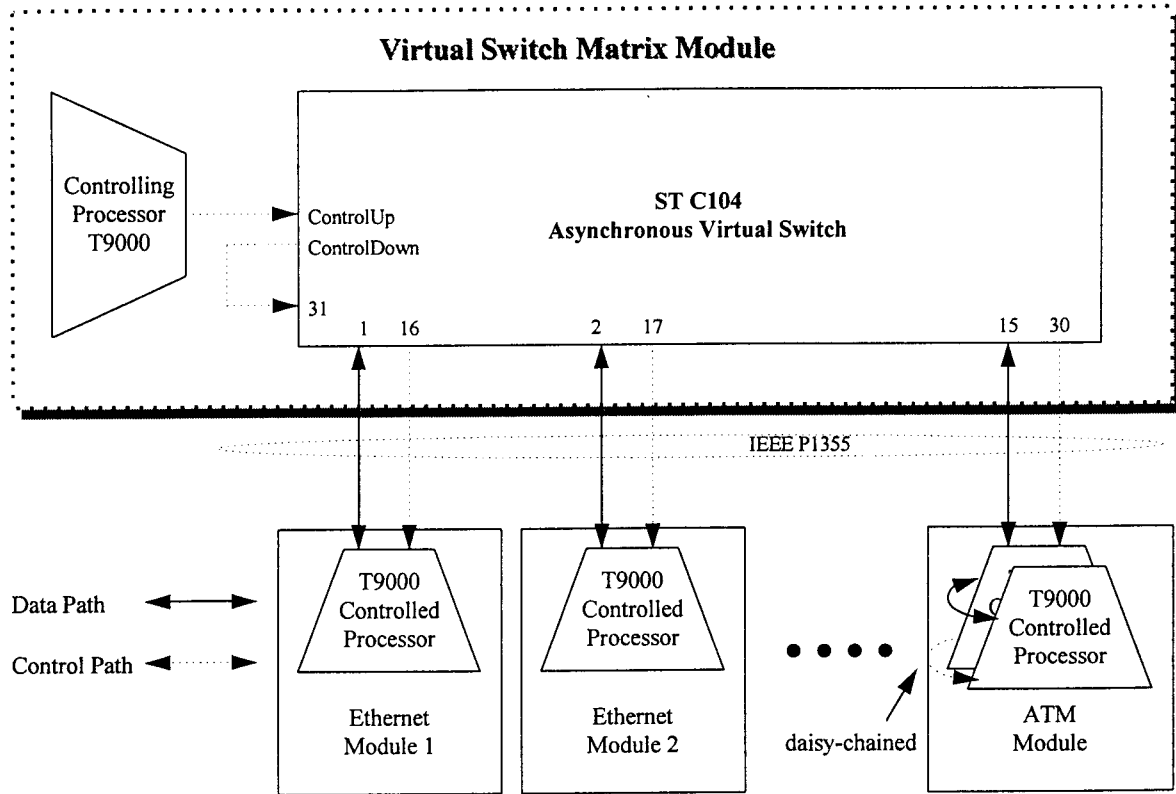 Virtual Switch Matrix Module
Controlling
Processor
T9000
ST C104
Asynchronous Virtual Switch
ControlUp
ControlDown
31
1
16
2
17
15
30
IEEE P1355
T9000
Controlled
Processor
T9000
Controlled
Processor
T9000
Controlled
Processor
Data Path
Control Path
Ethernet
Module 1
Ethernet
Module 2
daisy-chained
ATM
Module